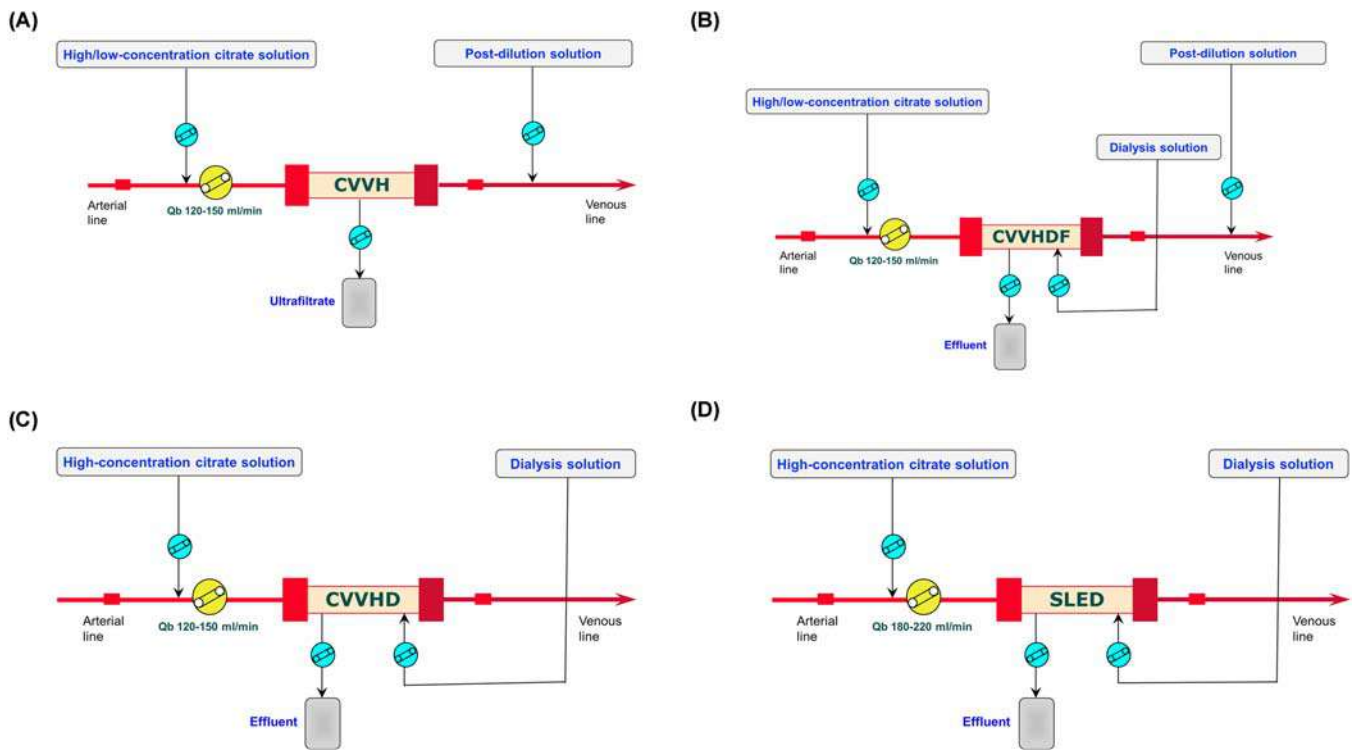 (A)
High/low-concentration citrate solution
Post-dilution solution
CVVH
Arterial
line
Qb 120-150 ml/min
Venous
line
Ultrafiltrate
(B)
Post-dilution solution
High/low-concentration citrate solution
Dialysis solution
CVVHDF
Arterial
line
Qb 120-150 ml/min
Venous
line
Effluent
(C)
High-concentration citrate solution
Dialysis solution
CVVHD
Arterial
line
Qb 120-150 ml/min
Venous
line
Effluent
(D)
High-concentration citrate solution
Dialysis solution
SLED
Arterial
line
Qb 180-220 ml/min
Venous
line
Effluent